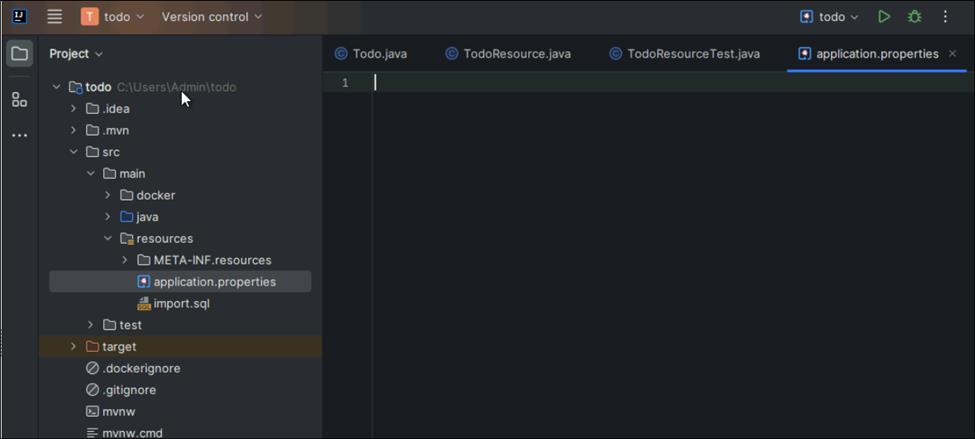 IJ T todo Version control todo
Project Todo.java TodoResource.java TodoResourceTest.java application.properties
todo C:\Users\Admin\todo 1
.idea
.mvn
src
main
docker
java
resources
META-INF.resources
application.properties
SQL import.sql
test
target
.dockerignore
.gitignore
mvnw
mvnw.cmd